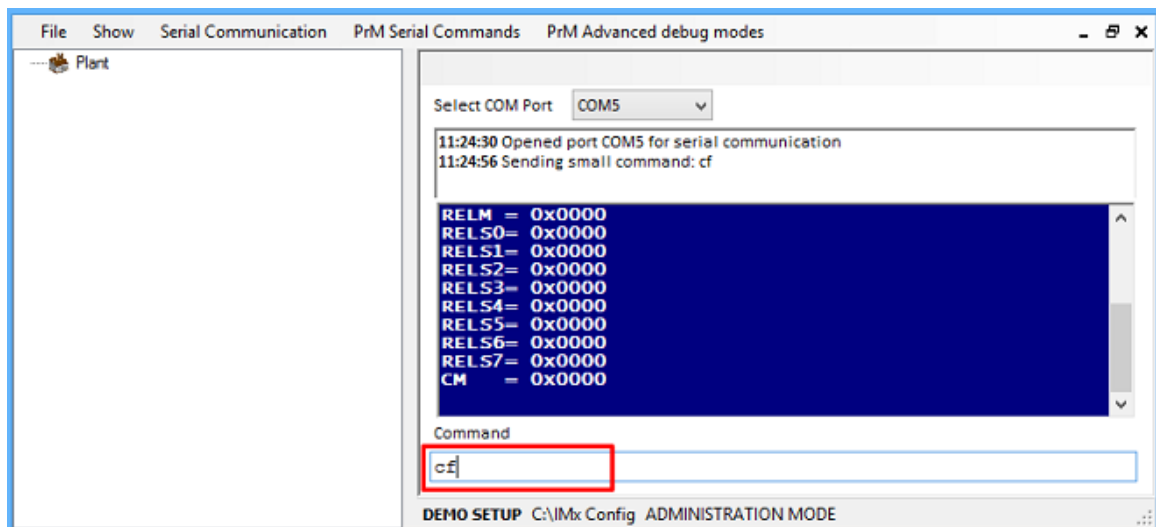 File Show Serial Communication PrM Serial Commands PrM Advanced debug modes
Plant
Select COM Port COM5
11:24:30 Opened port COM5 for serial communication
11:24:56 Sending small command: cf
RELM = 0x0000
RELS0= 0x0000
RELS1= 0x0000
RELS2= 0x0000
RELS3= 0x0000
RELS4= 0x0000
RELS5= 0x0000
RELS6= 0x0000
RELS7= 0x0000
CM = 0x0000
Command
cf
DEMO SETUP C:\IMx Config ADMINISTRATION MODE